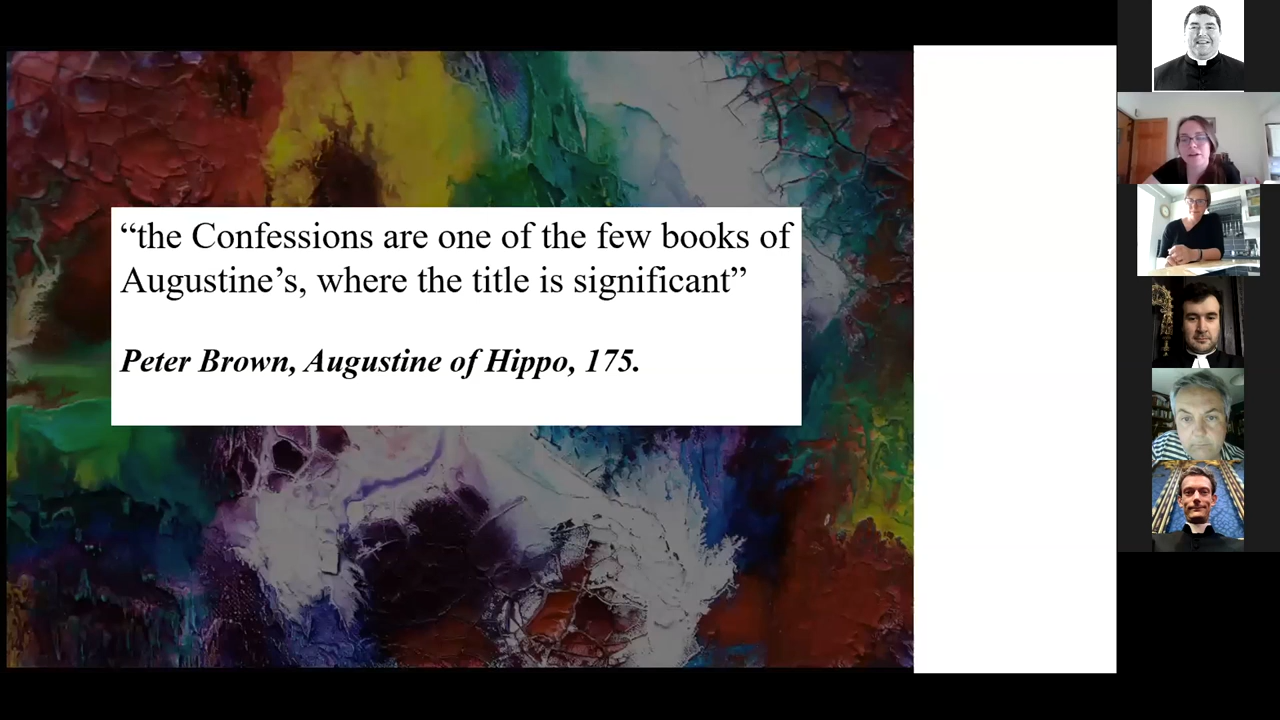 “the Confessions are one of the few books of
Augustine’s, where the title is significant”
Peter Brown, Augustine of Hippo, 175.